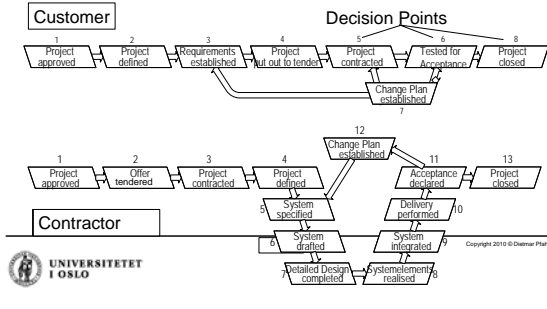 Customer
Decision Points
1
2
3
4
5
6
8
Project
approved
Project
defined
Requirements
established
Project
put out to tender
Project
contracted
Tested for
Acceptance
Project
closed
Change Plan
established
7
12
Change Plan
established
1
2
3
4
11
13
Project
approved
Offer
tendered
Project
contracted
Project
defined
Acceptance
declared
Project
closed
5
System
specified
Delivery
performed
10
Contractor
6
System
drafted
System
integrated
9
Copyright 2010 © Dietmar
7
Detailed Design
completed
Systemelements
realised
8
UNIVERSITETET
I OSLO